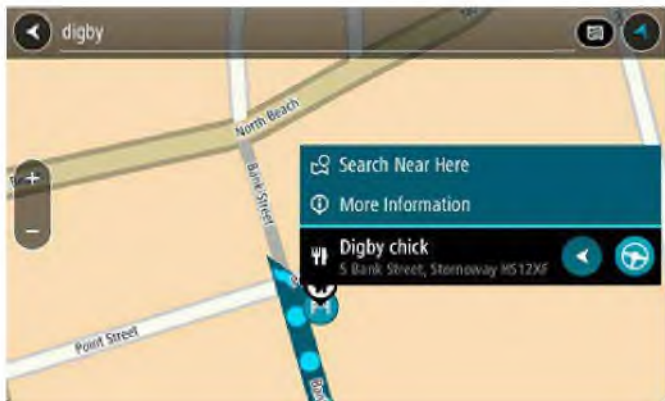 digby
North Beach
Bank Street
Search Near Here
More Information
Digby chick
5 Bank Street, Stornoway HS12XF
Point Street